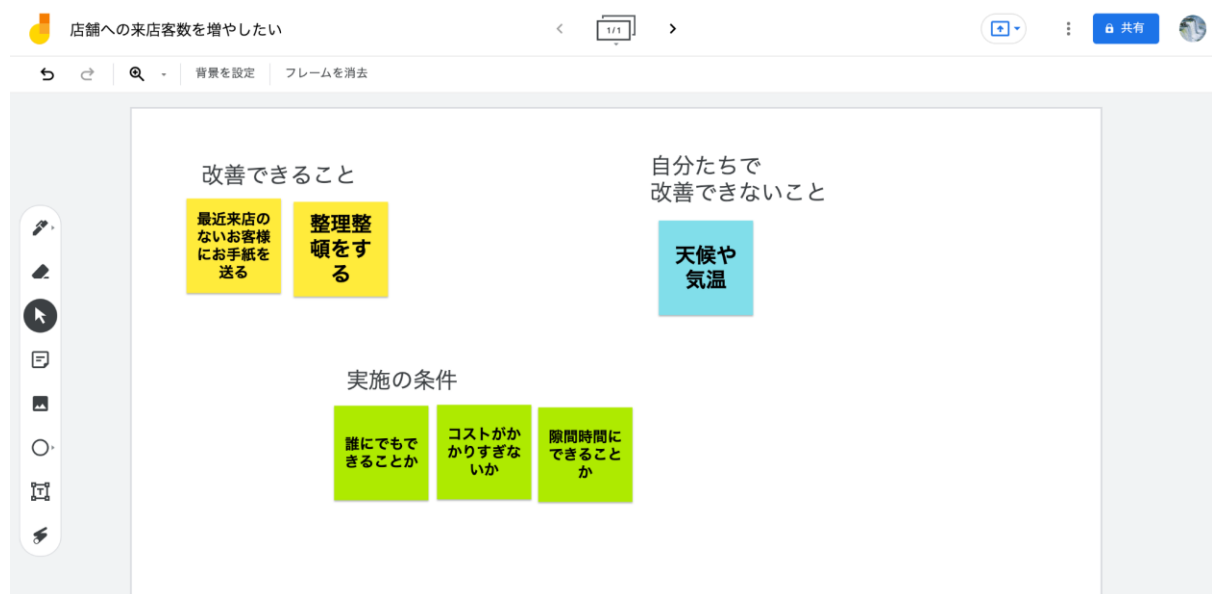 店舗への来店客数を増やしたい
1/1
共有
背景を設定
フレームを消去
改善できること
自分たちで
改善できないこと
最近来店の
ないお客様
にお手紙を
送る
整理整
頓をす
る
天候や
気温
実施の条件
誰にでもで
きることか
コストがか
かりすぎな
いか
隙間時間に
できること
か